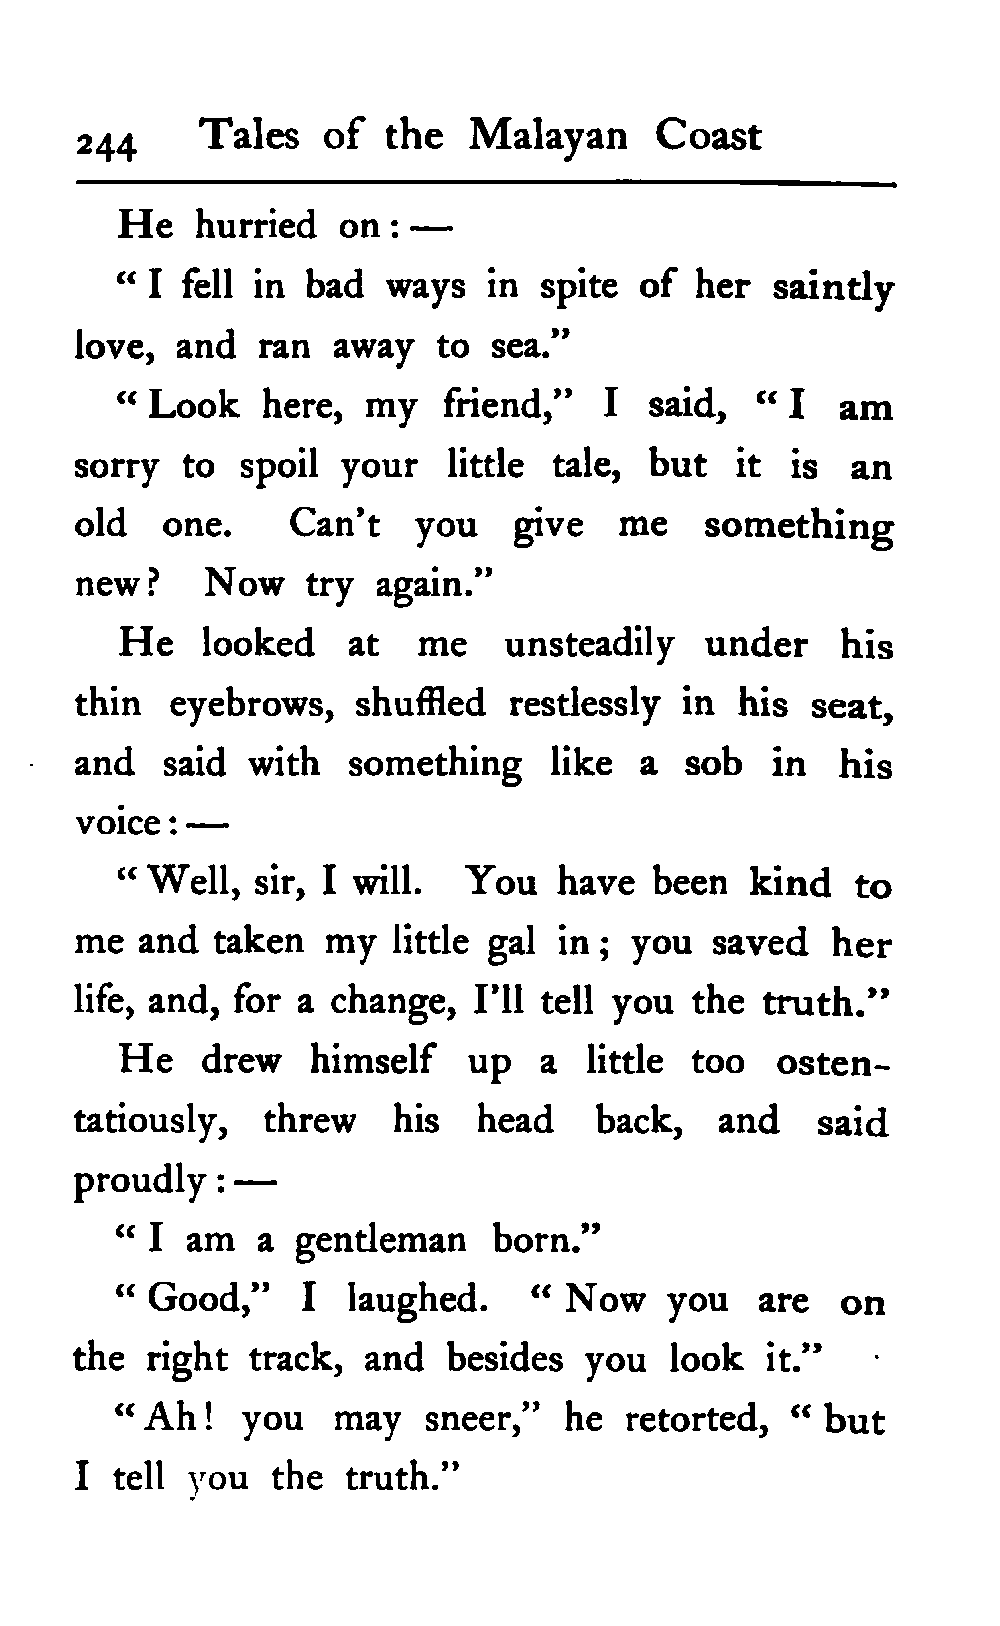 244 Tales of the Malayan Coast
He hurried on : —
“ I fell in bad ways in spite of her saintly
love, and ran away to sea.”
“ Look here, my friend,” I said, “ I am
sorry to spoil your little tale, but it is an
old one. Can’t you give me something
new ? Now try again.”
He looked at me unsteadily under his
thin eyebrows, shuffled restlessly in his seat,
and said with something like a sob in his
voice : —
“ Well, sir, I will. You have been kind to
me and taken my little gal in ; you saved her
life, and, for a change, I’ll tell you the truth.”
He drew himself up a little too osten-
tatiously, threw his head back, and said
proudly : —
“ I am a gentleman born.”
“ Good,” I laughed. “ Now you are on
the right track, and besides you look it.”
“ Ah ! you may sneer,” he retorted, “ but
I tell you the truth.”